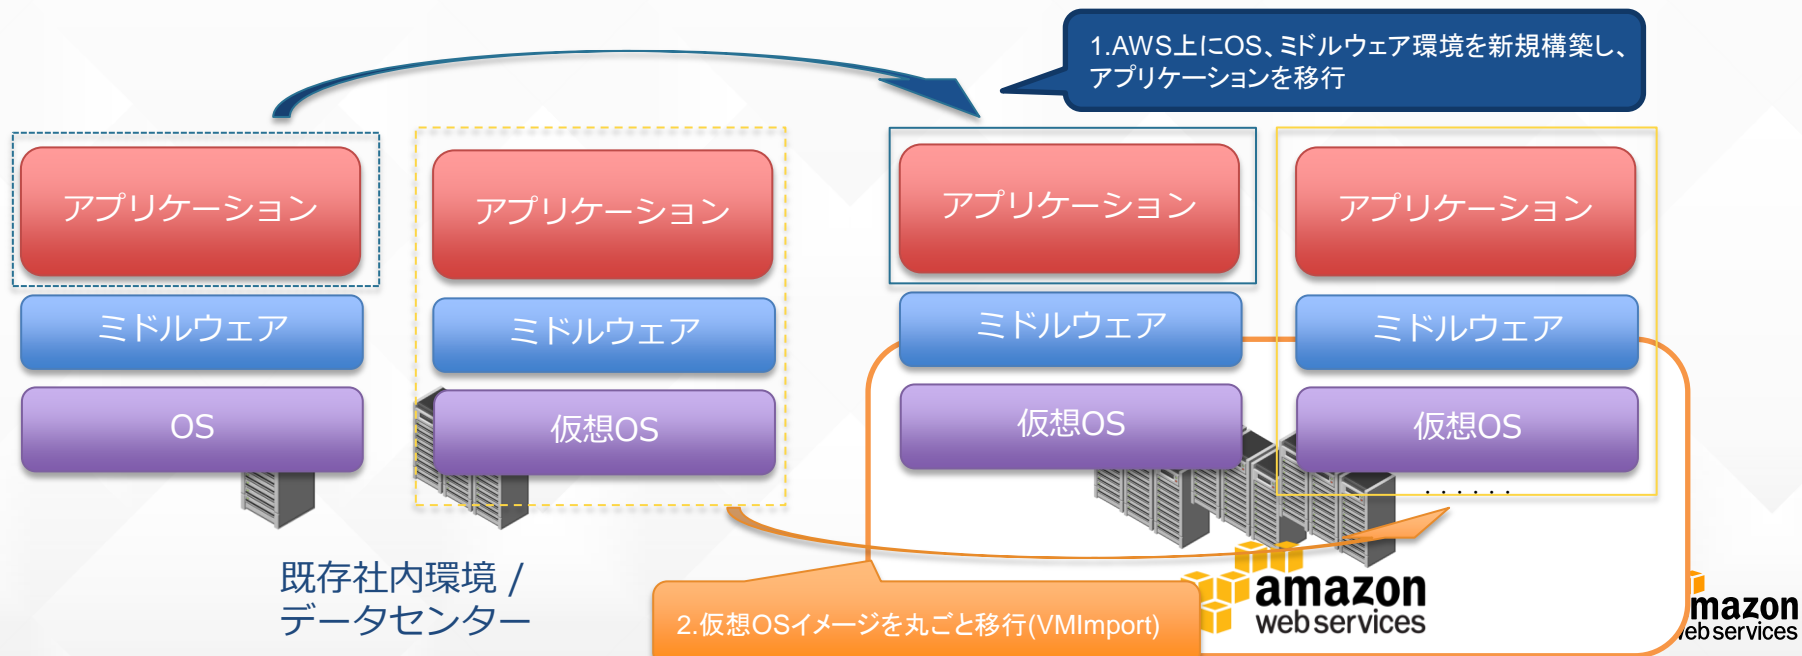 1.AWS上にOS、ミドルウェア環境を新規構築し、
アプリケーションを移行
アプリケーション
アプリケーション
アプリケーション
アプリケーション
ミドルウェア
ミドルウェア
ミドルウェア
ミドルウェア
OS
仮想OS
仮想OS
仮想OS
......
既存社内環境 /
データセンター
2.仮想OSイメージを丸ごと移行(VMImport)
amazon
web services
mazon
eb services